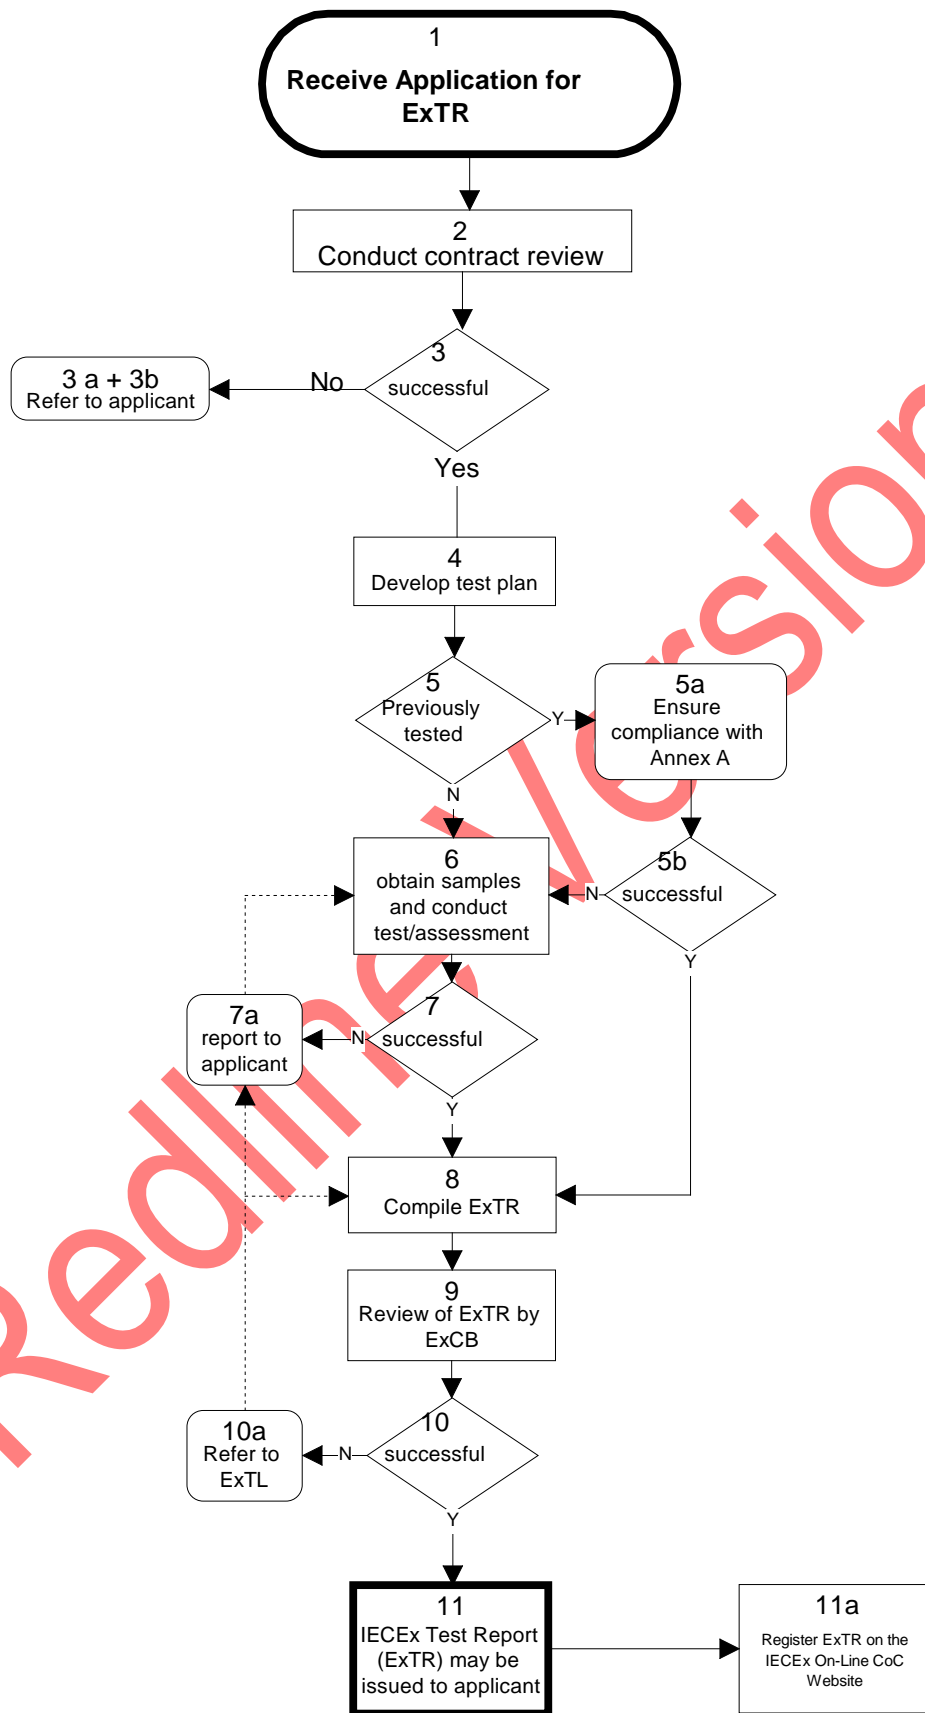 1
Receive Application for
ExTR
2
Conduct contract review
3
successful
No
3 a + 3b
Refer to applicant
Yes
4
Develop test plan
5
Previously
tested
Y
5a
Ensure
compliance with
Annex A
N
6
obtain samples
and conduct
test/assessment
N
5b
successful
Y
7
successful
N
7a
report to
applicant
Y
8
Compile ExTR
9
Review of ExTR by
ExCB
10
successful
N
10a
Refer to
ExTL
Y
11
IECEx Test Report
(ExTR) may be
issued to applicant
11a
Register ExTR on the
IECEx On-Line CoC
Website
Redline Version